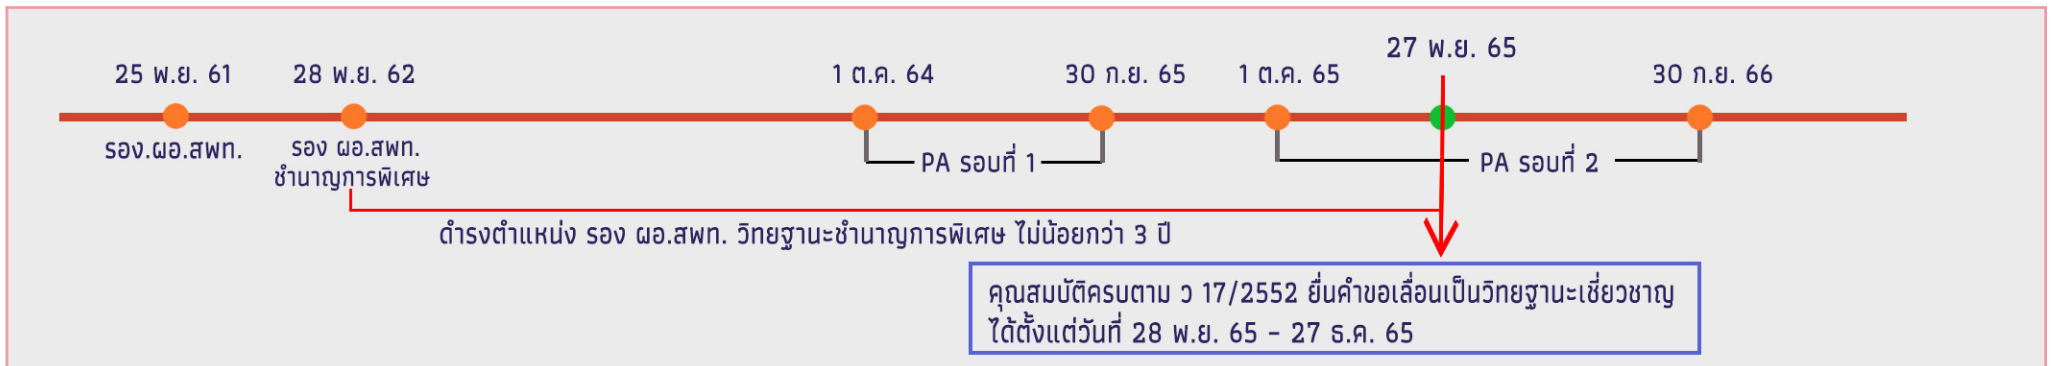 25 พ.ย. 61
28 พ.ย. 62
1 ต.ค. 64
30 ก.ย. 65
1 ต.ค. 65
27 พ.ย. 65
30 ก.ย. 66
รอง.ผอ.สพท.
รอง ผอ.สพท.
ชำนาญการพิเศษ
PA รอบที่ 1
PA รอบที่ 2
ดำรงตำแหน่ง รอง ผอ.สพท. วิทยฐานะชำนาญการพิเศษ ไม่น้อยกว่า 3 ปี
คุณสมบัติครบตาม ว 17/2552 ยื่นคำขอเลื่อนเป็นวิทยฐานะเชี่ยวชาญ
ได้ตั้งแต่วันที่ 28 พ.ย. 65 - 27 ธ.ค. 65